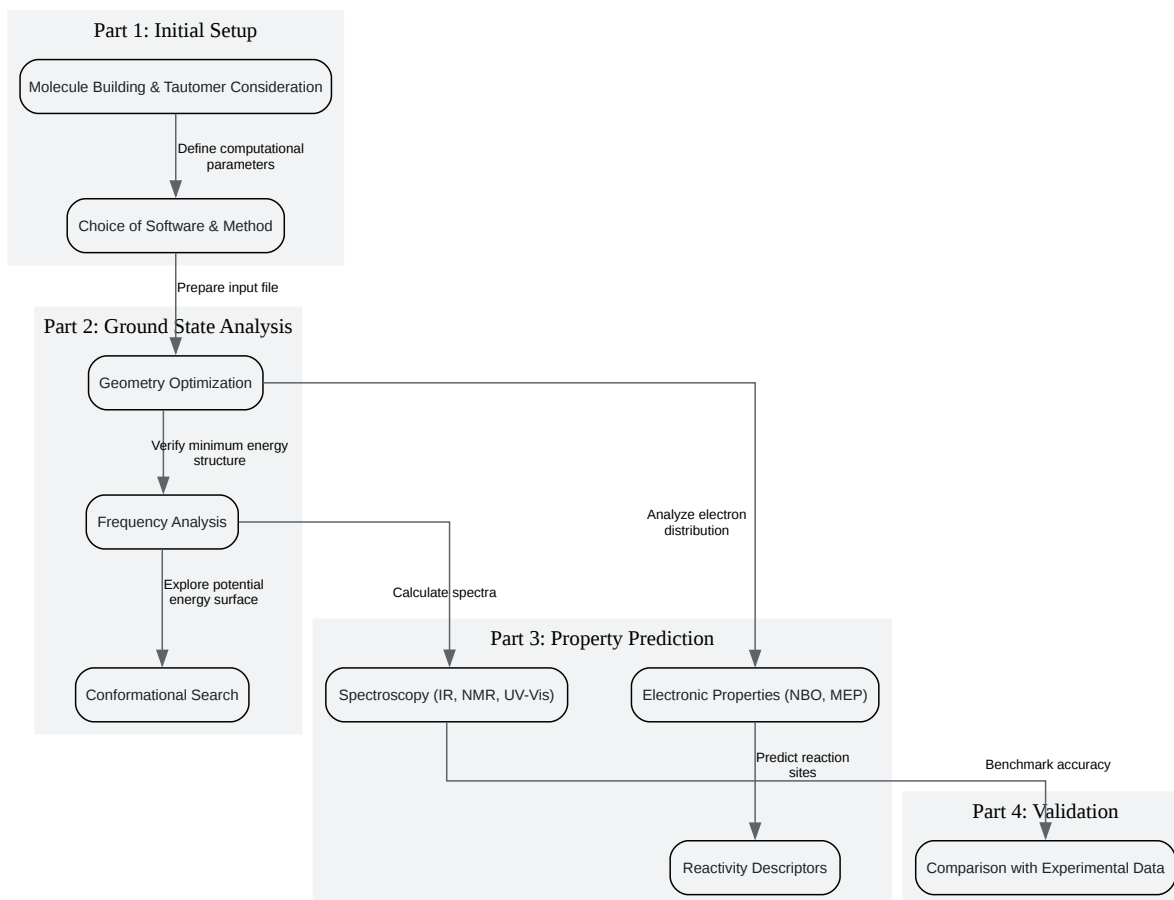 Part 1: Initial Setup
Molecule Building & Tautomer Consideration
Define computational
parameters
Choice of Software & Method
Prepare input file
Part 2: Ground State Analysis
Geometry Optimization
Verify minimum energy
structure
Frequency Analysis
Analyze electron
distribution
Explore potential
energy surface
Calculate spectra
Part 3: Property Prediction
Conformational Search
Spectroscopy (IR, NMR, UV-Vis)
Electronic Properties (NBO, MEP)
Predict reaction
sites
Benchmark accuracy
Part 4: Validation
Reactivity Descriptors
Comparison with Experimental Data